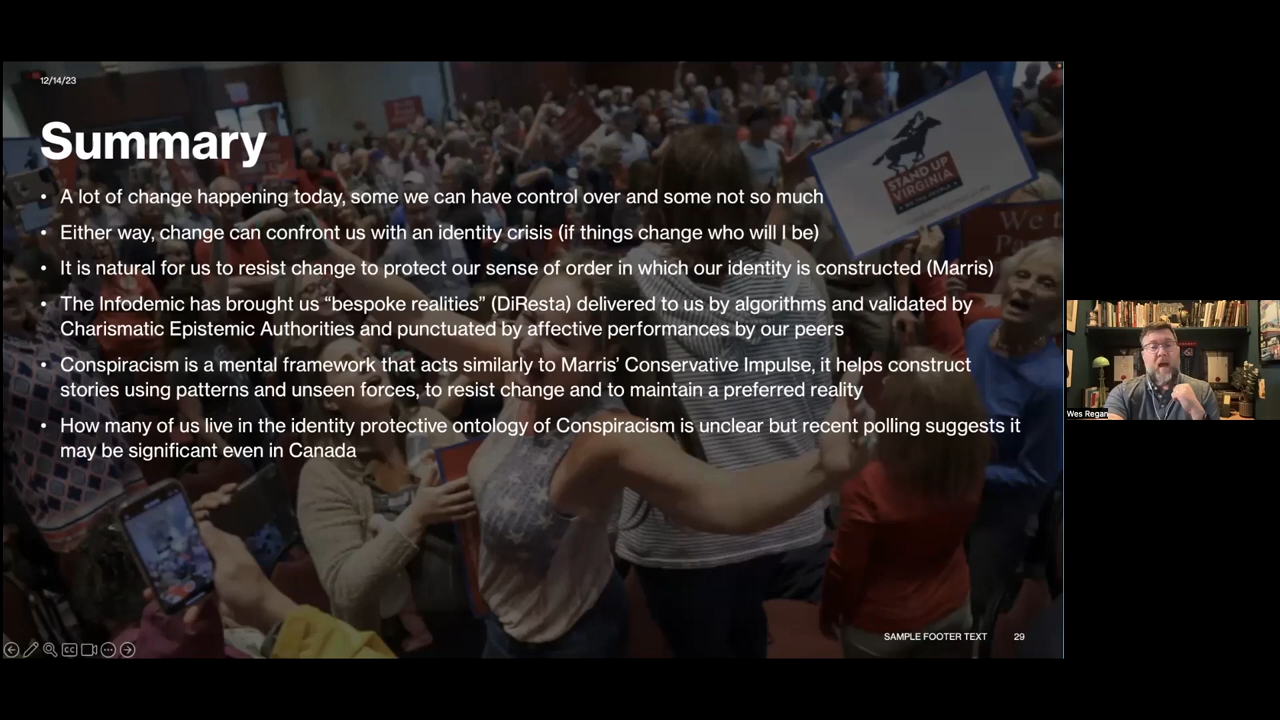 12/14/23
Summary
• A lot of change happening today, some we can have control over and some not so much
• Either way, change can confront us with an identity crisis (if things change who will I be)
• It is natural for us to resist change to protect our sense of order in which our identity is constructed (Marris)
• The Infodemic has brought us “bespoke realities” (DiResta) delivered to us by algorithms and validated by
Charismatic Epistemic Authorities and punctuated by affective performances by our peers
• Conspiracism is a mental framework that acts similarly to Marris’ Conservative Impulse, it helps construct
stories using patterns and unseen forces, to resist change and to maintain a preferred reality
• How many of us live in the identity protective ontology of Conspiracism is unclear but recent polling suggests it
may be significant even in Canada
STAND UP
VIRGINIA
We t
Pa
SAMPLE FOOTER TEXT 29
CC
Wes Regan